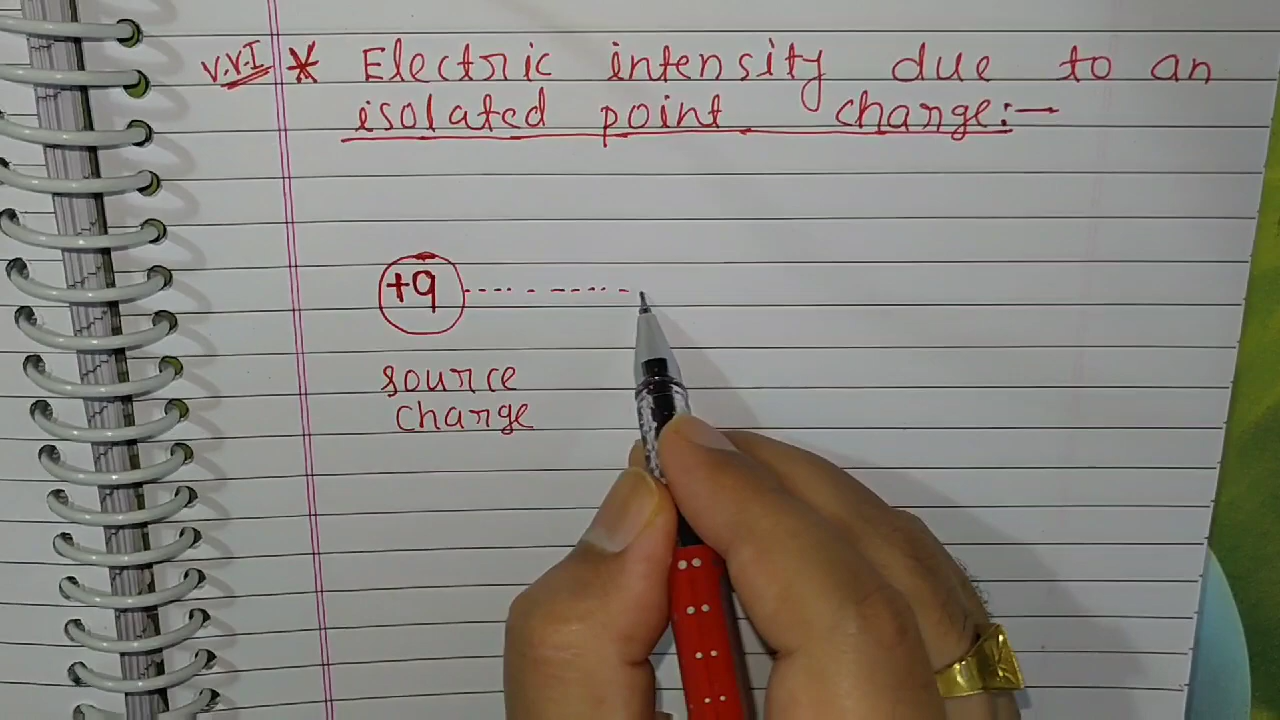 V.V.I * Electric intensity due to an
isolated point charge:—
+q
source
charge